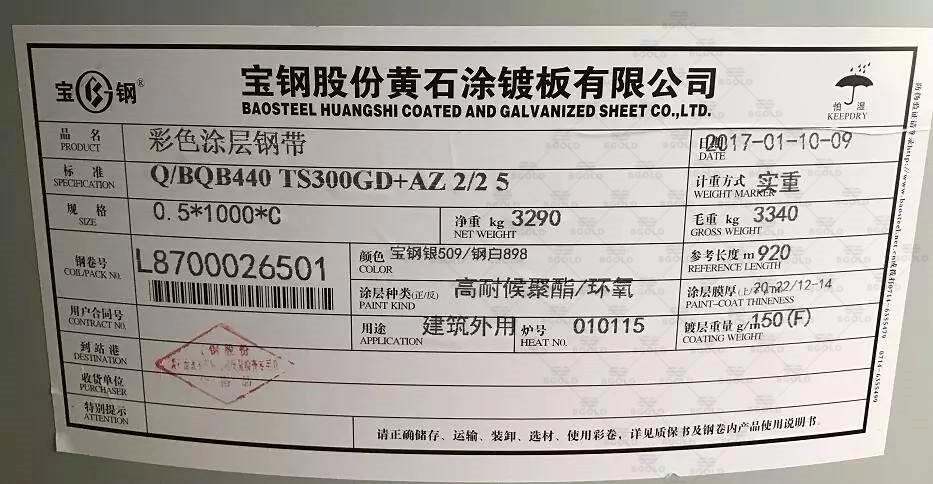 宝钢®
宝钢股份黄石涂镀板有限公司
BAOSTEEL HUANGSHI COATED AND GALVANIZED SHEET CO.,LTD.
怕湿
KEEPDRY
品名 彩色涂层钢带 日期 2017-01-10-09
PRODUCT DATE
标准 Q/BQB440 TS300GD+AZ 2/2 5 计重方式 实重
SPECIFICATION WEIGHT MARKER
规格 0.5*1000*C 净重 kg 3290 毛重 kg 3340
SIZE NET WEIGHT GROSS WEIGHT
钢卷号 L8700026501 颜色 宝钢银509/钢白898 参考长度 m 920
COIL/PACK NO. COLOR REFERENCE LENGTH
涂层种类(正/反) 高耐候聚酯/环氧 涂层膜厚 20-22/12-14
PAINT KIND PAINT-COAT THINENESS
用户合同号 用途 建筑外用 炉号 010115 镀层重量 g/m 150(F)
CONTRACT NO. APPLICATION HEAT NO. COATING WEIGHT
到站港
DESTINATION
收货单位
PURCHASER
特别提示
ATTENTION
请正确储存、运输、装卸、选材、使用彩卷，详见质保书及钢卷内产品使用说明书。
钢股份
BGOLD